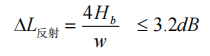 ΔL反射 = 4H_b / w ≤ 3.2dB